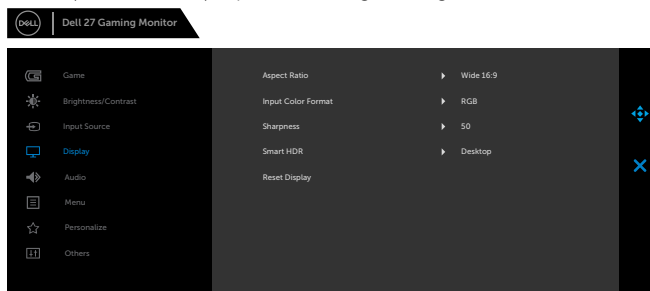 DELL
Dell 27 Gaming Monitor
Game
Aspect Ratio Wide 16:9
Brightness/Contrast Input Color Format RGB
Input Source Sharpness 50
Display Smart HDR Desktop
Audio Reset Display
Menu
Personalize
Others